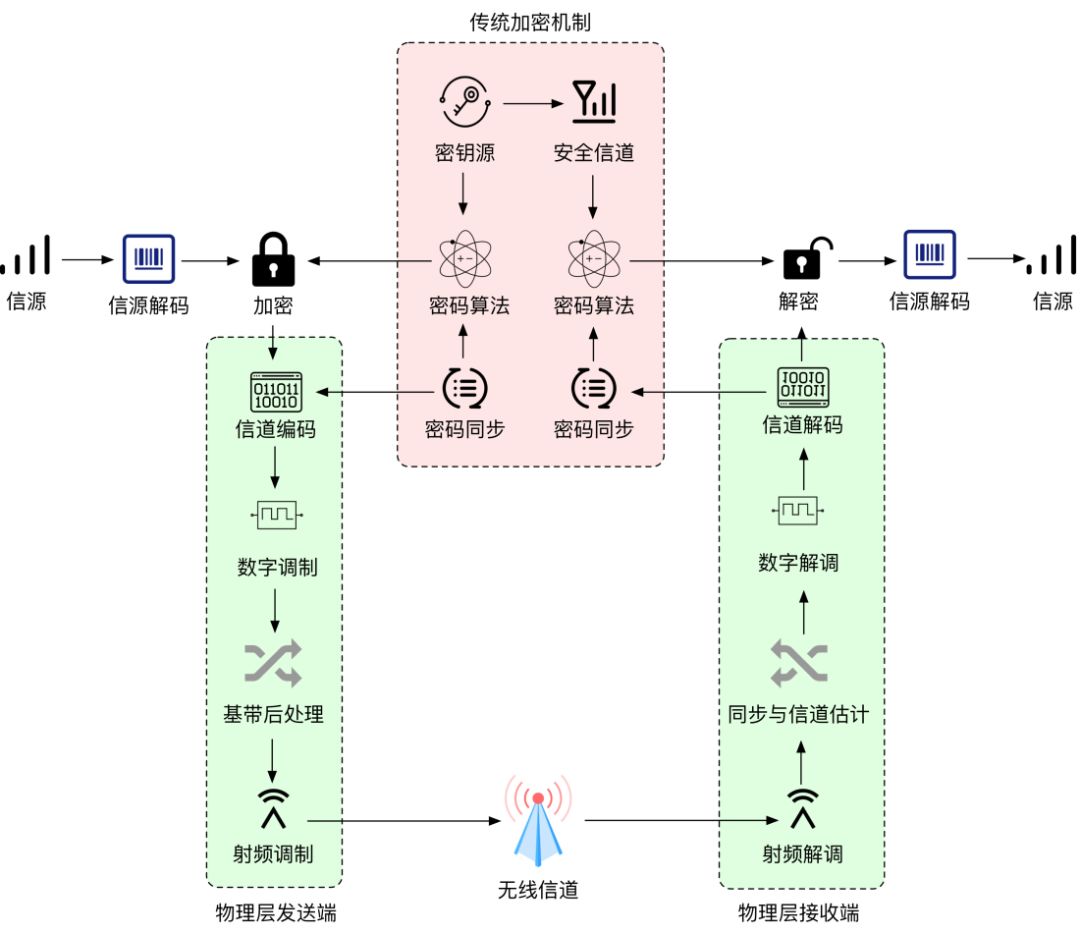 传统加密机制
密钥源
安全信道
信源
信源解码
加密
密码算法
密码算法
解密
信源解码
信源
011011
10010
信道编码
密码同步
密码同步
10010
011011
信道解码
数字调制
数字解调
基带后处理
同步与信道估计
射频调制
无线信道
射频解调
物理层发送端
物理层接收端